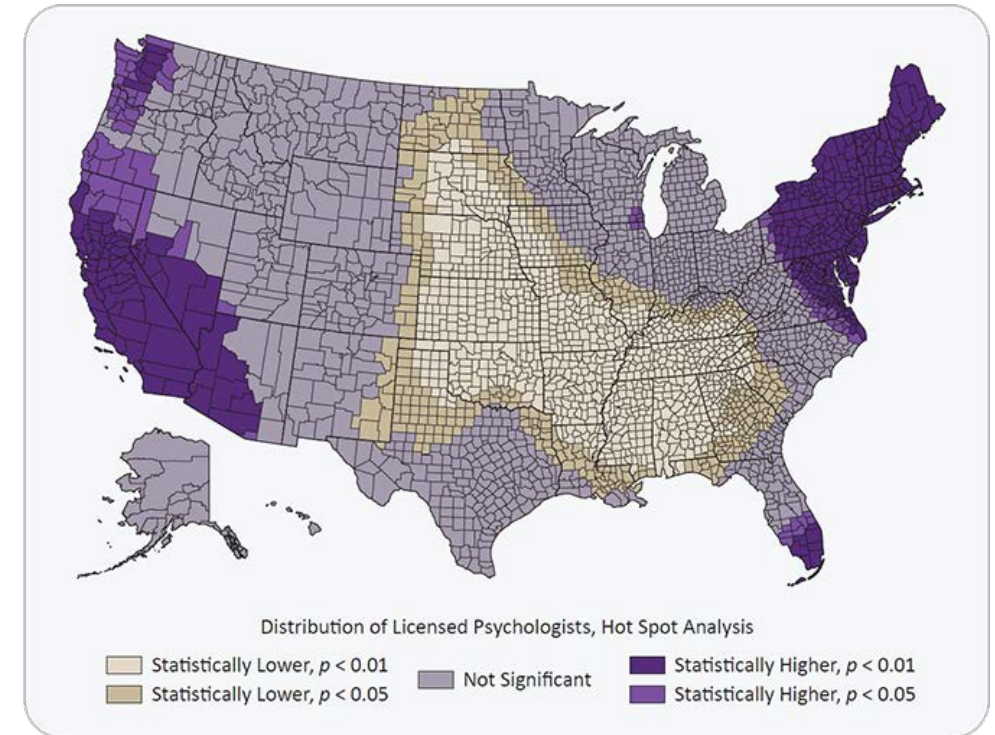 Distribution of Licensed Psychologists, Hot Spot Analysis
Statistically Lower, p < 0.01
Statistically Lower, p < 0.05
Not Significant
Statistically Higher, p < 0.01
Statistically Higher, p < 0.05